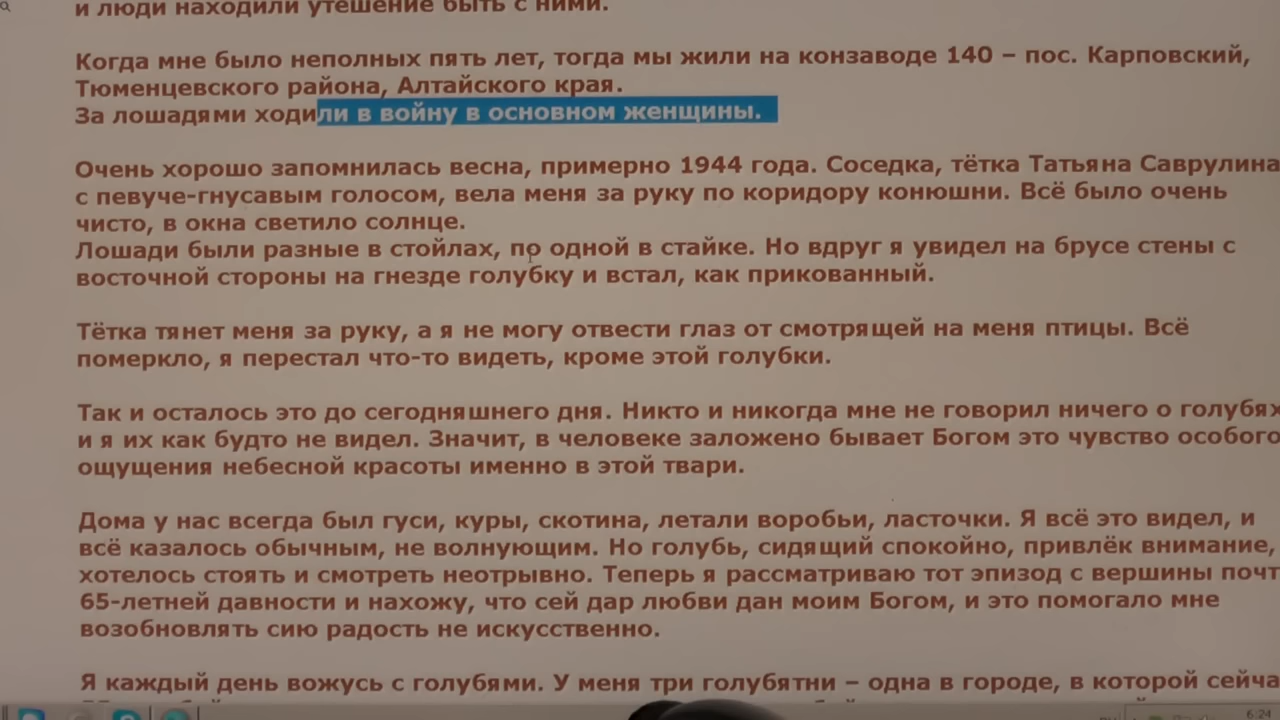 и люди находили утешение быть с ними.
Когда мне было неполных пять лет, тогда мы жили на конзаводе 140 – пос. Карповский,
Тюменцевского района, Алтайского края.
За лошадями ходили в войну в основном женщины.
Очень хорошо запомнилась весна, примерно 1944 года. Соседка, тётка Татьяна Саврулина
с певуче-гнусавым голосом, вела меня за руку по коридору конюшни. Всё было очень
чисто, в окна светило солнце.
Лошади были разные в стойлах, по одной в стайке. Но вдруг я увидел на брусе стены с
восточной стороны на гнезде голубку и встал, как прикованный.
Тётка тянет меня за руку, а я не могу отвести глаз от смотрящей на меня птицы. Всё
померкло, я перестал что-то видеть, кроме этой голубки.
Так и осталось это до сегодняшнего дня. Никто и никогда мне не говорил ничего о голубях
и я их как будто не видел. Значит, в человеке заложено бывает Богом это чувство особого
ощущения небесной красоты именно в этой твари.
Дома у нас всегда был гуси, куры, скотина, летали воробьи, ласточки. Я всё это видел, и
всё казалось обычным, не волнующим. Но голубь, сидящий спокойно, привлёк внимание,
хотелось стоять и смотреть неотрывно. Теперь я рассматриваю тот эпизод с вершины почт
65-летней давности и нахожу, что сей дар любви дан моим Богом, и это помогало мне
возобновлять сию радость не искусственно.
Я каждый день вожусь с голубями. У меня три голубятни – одна в городе, в которой сейча
6:24